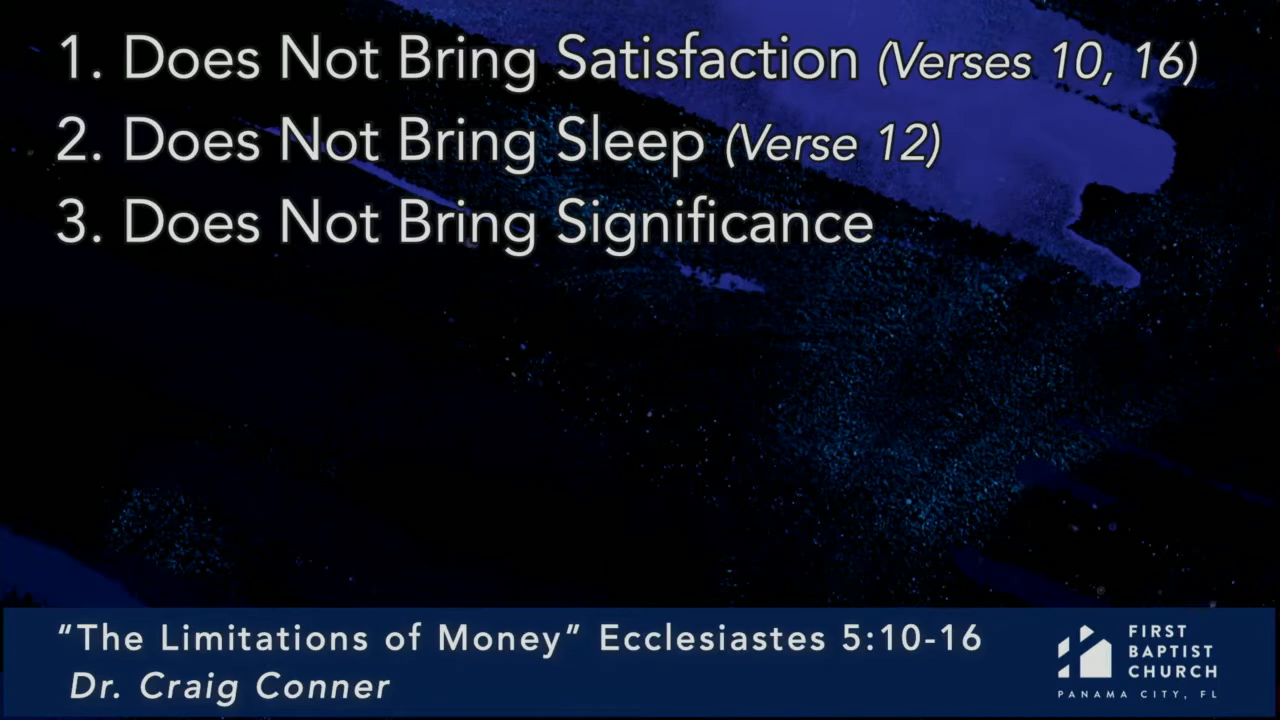 1. Does Not Bring Satisfaction (Verses 10, 16)
2. Does Not Bring Sleep (Verse 12)
3. Does Not Bring Significance
“The Limitations of Money” Ecclesiastes 5:10-16
Dr. Craig Conner
FIRST
BAPTIST
CHURCH
PANAMA CITY, FL